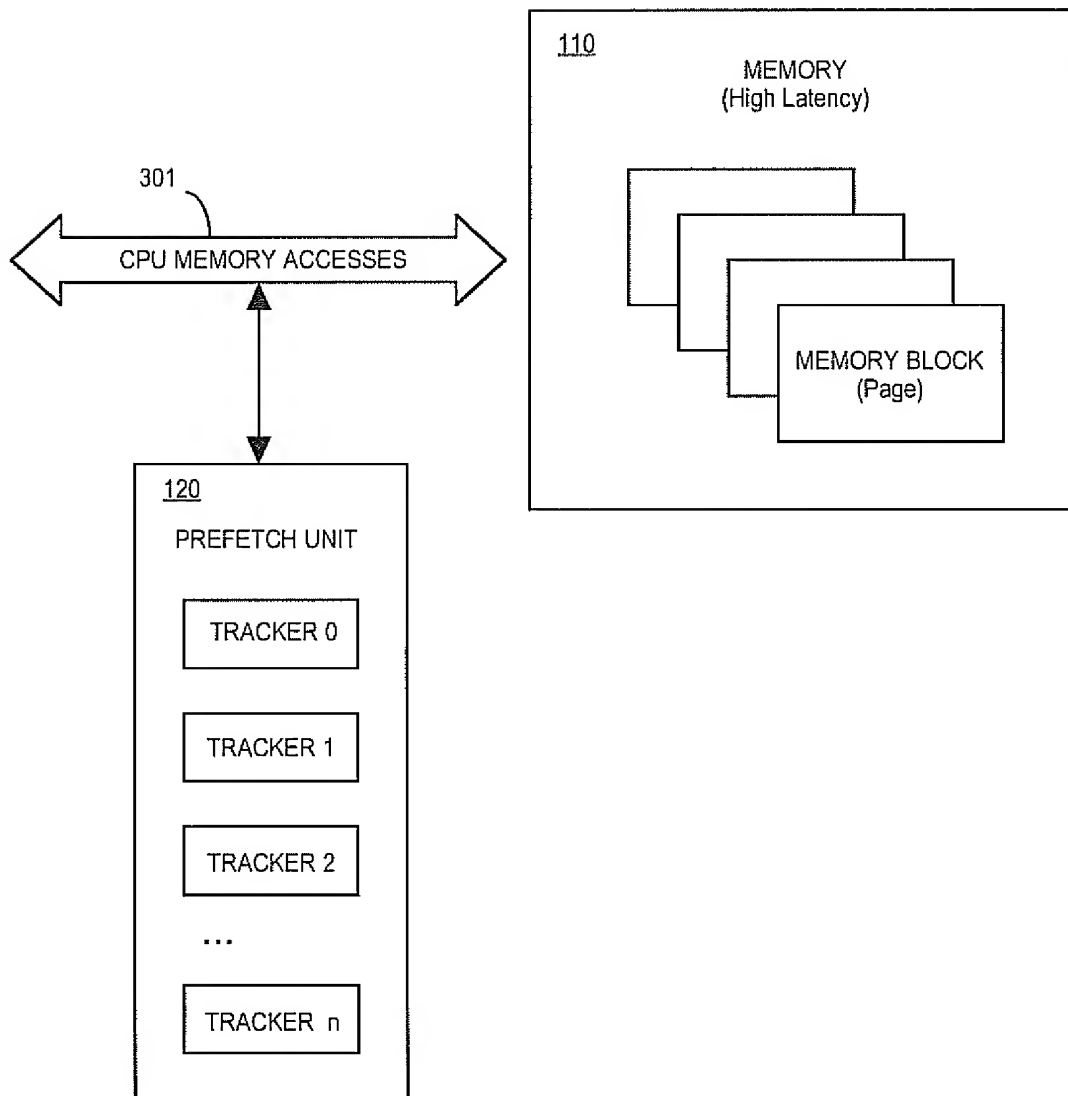 110
MEMORY
(High Latency)
301
CPU MEMORY ACCESSES
MEMORY BLOCK
(Page)
120
PREFETCH UNIT
TRACKER 0
TRACKER 1
TRACKER 2
...
TRACKER n